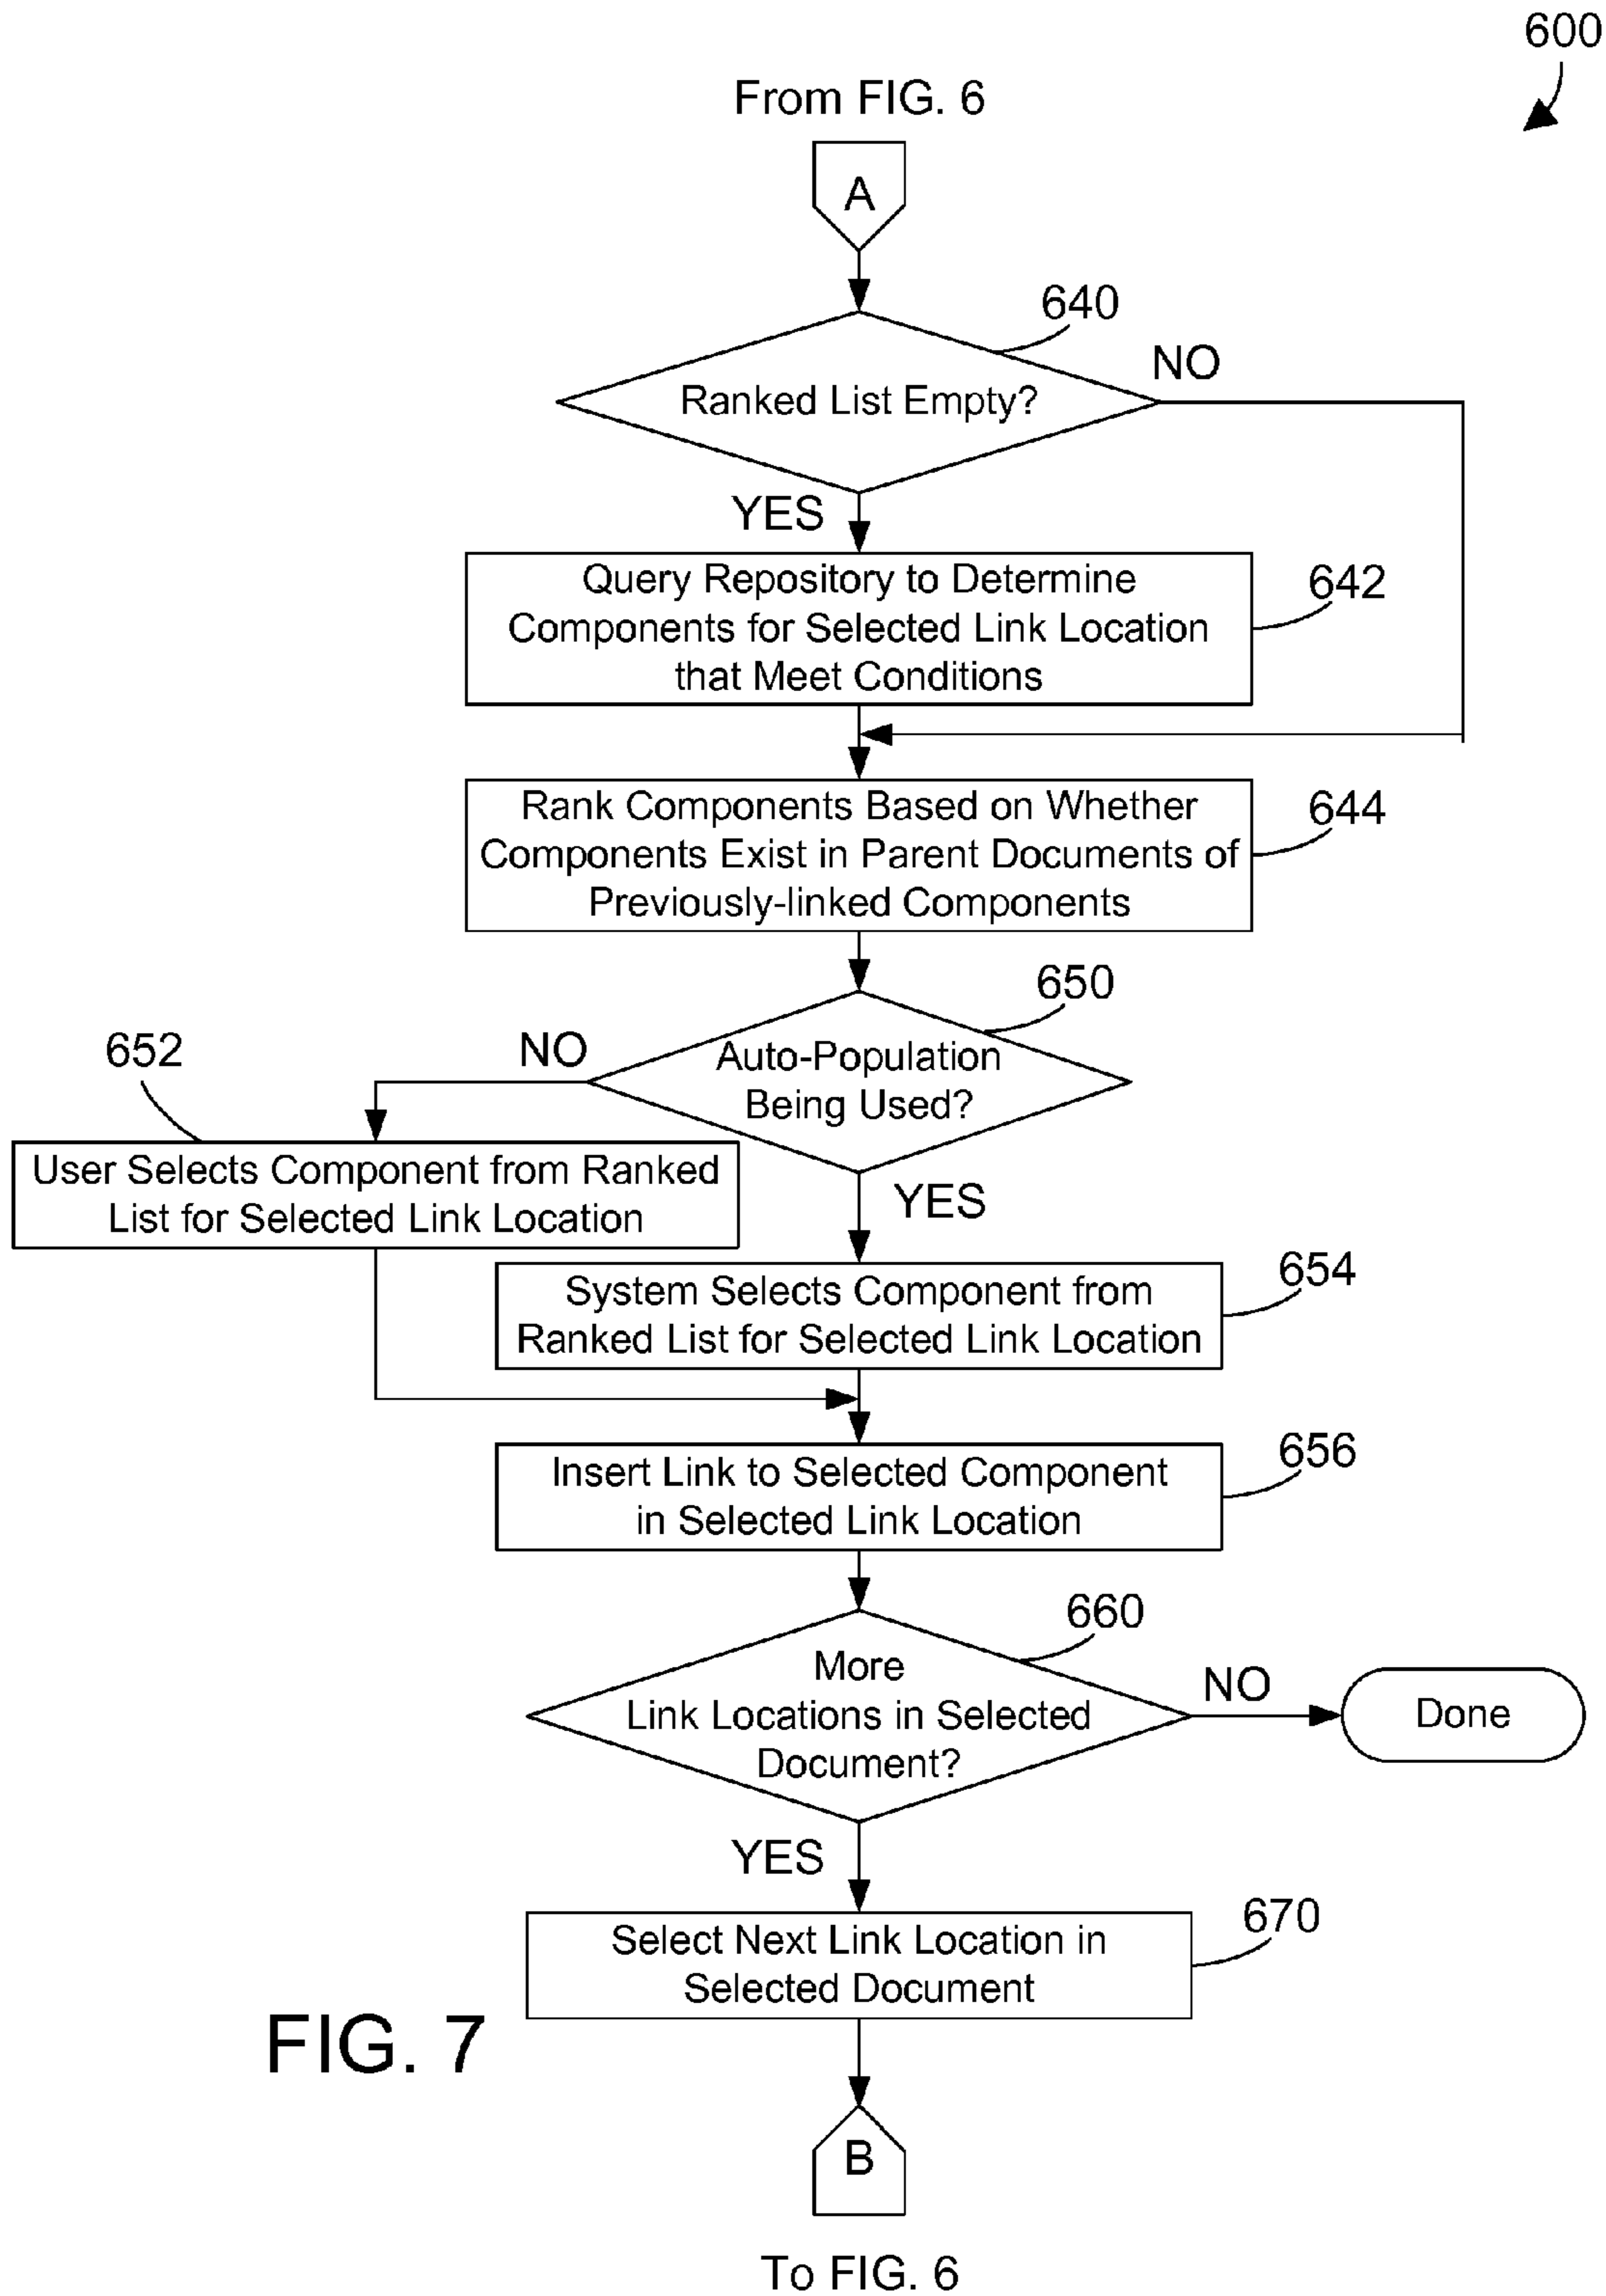 600
From FIG. 6
A
640
NO
Ranked List Empty?
YES
Query Repository to Determine
Components for Selected Link Location
that Meet Conditions
642
Rank Components Based on Whether
Components Exist in Parent Documents of
Previously-linked Components
644
650
652
NO
Auto-Population
Being Used?
User Selects Component from Ranked
List for Selected Link Location
YES
System Selects Component from
Ranked List for Selected Link Location
654
Insert Link to Selected Component
in Selected Link Location
656
660
More
Link Locations in Selected
Document?
NO
Done
YES
Select Next Link Location in
Selected Document
670
FIG. 7
B
To FIG. 6